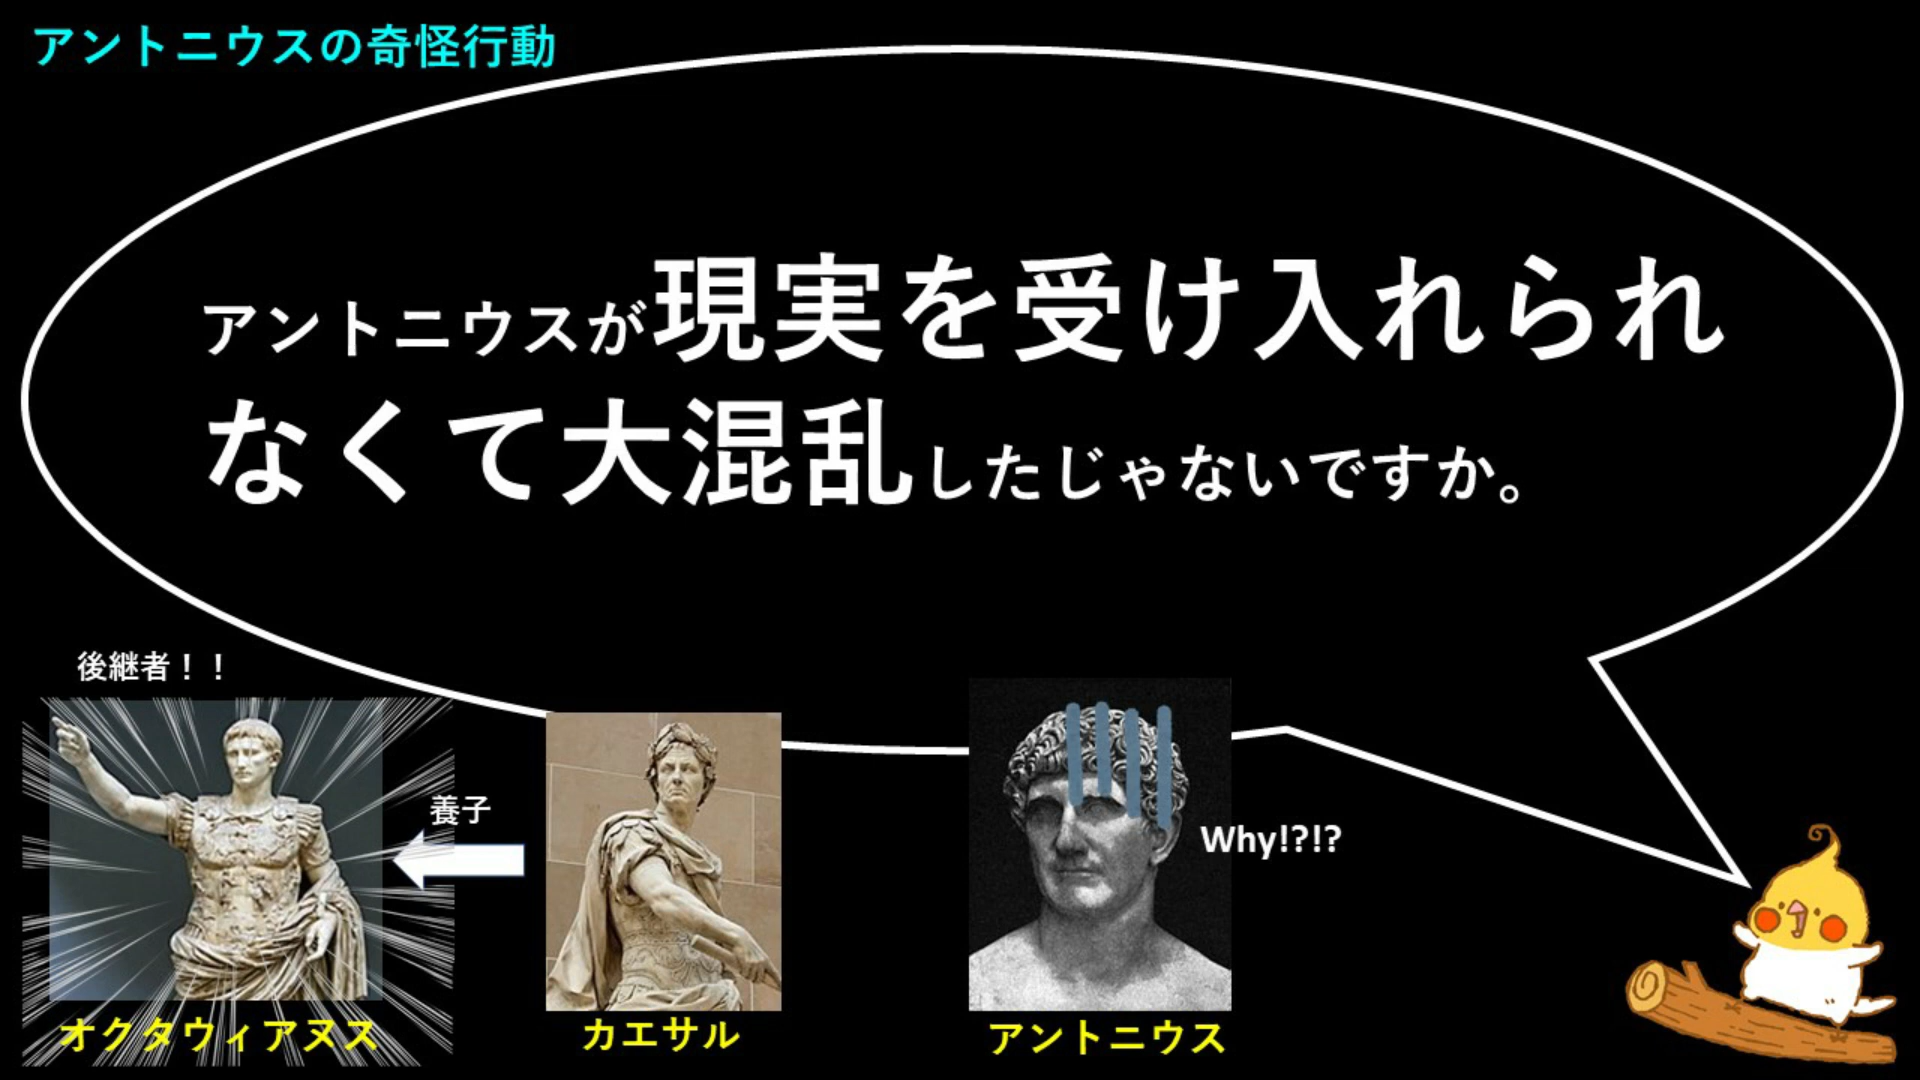 アントニウスの奇怪行動
アントニウスが現実を受け入れられ
なくて大混乱したじゃないですか。
後継者！！
養子
Why!?!?
オクタウィアヌス
カエサル
アントニウス